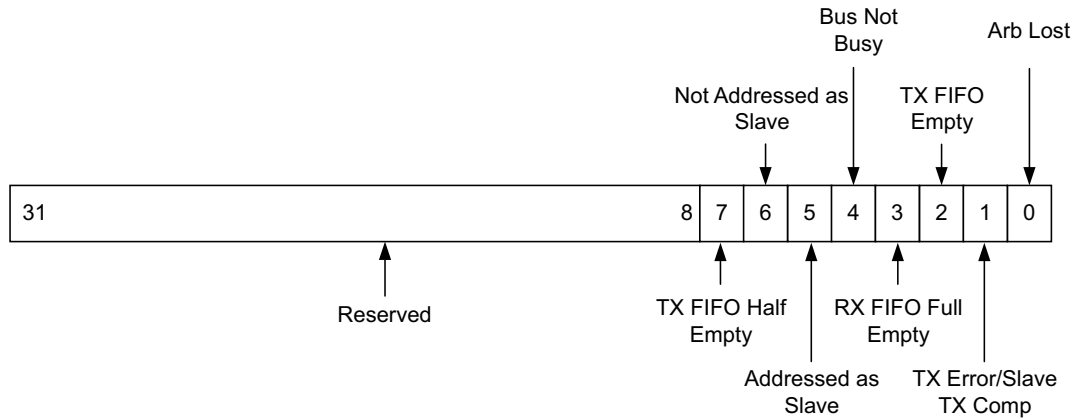 Bus Not
Busy
Arb Lost
Not Addressed as
Slave
TX FIFO
Empty
31
8
7
6
5
4
3
2
1
0
Reserved
TX FIFO Half
Empty
RX FIFO Full
Empty
Addressed as
Slave
TX Error/Slave
TX Comp